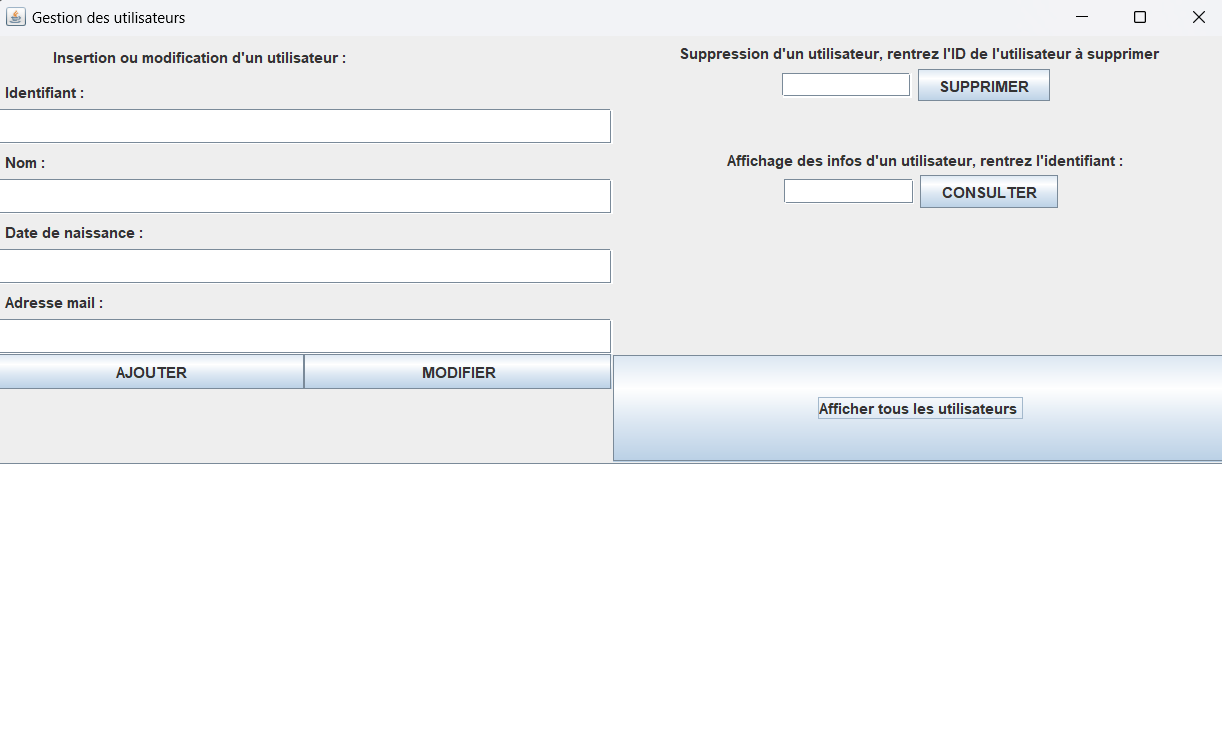 Gestion des utilisateurs
Insertion ou modification d'un utilisateur :
Identifiant :
Nom :
Date de naissance :
Adresse mail :
AJOUTER
MODIFIER
Suppression d'un utilisateur, rentrez l'ID de l'utilisateur à supprimer
SUPPRIMER
Affichage des infos d'un utilisateur, rentrez l'identifiant :
CONSULTER
Afficher tous les utilisateurs